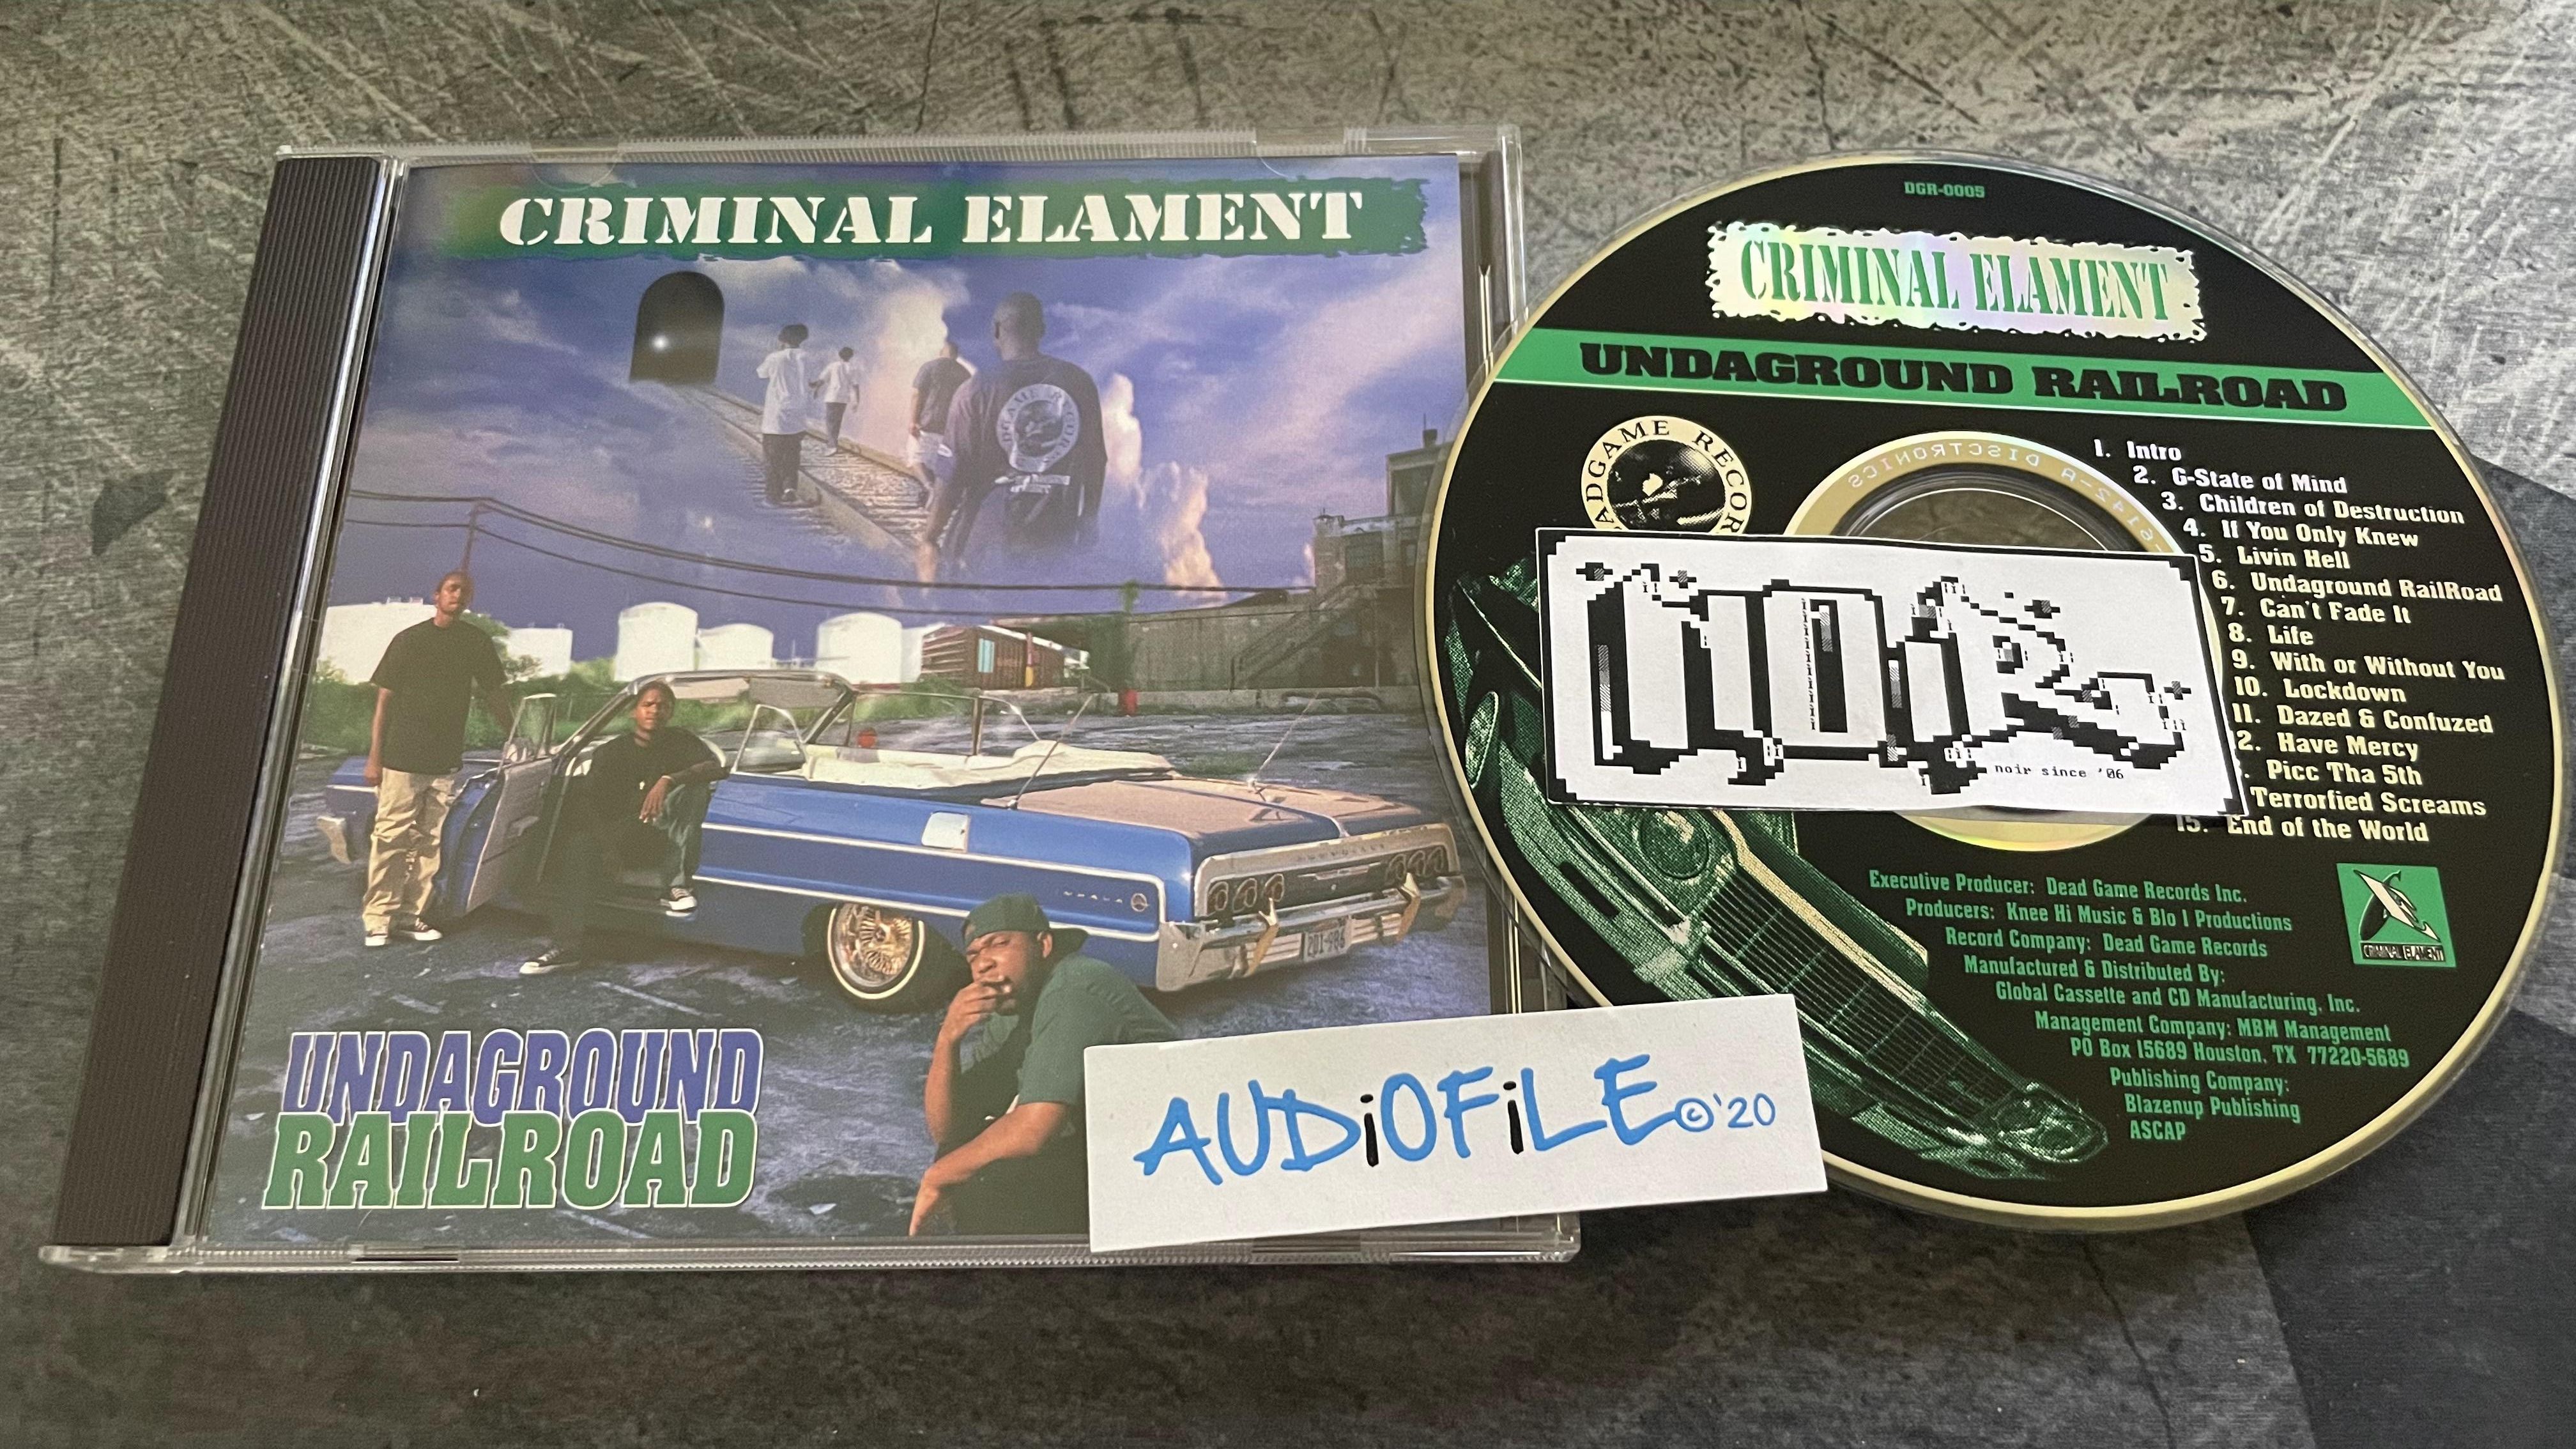 CRIMINAL ELAMENT
UNDAGROUND
RAILROAD
IMPALA
DGR-0005
CRIMINAL ELAMENT
UNDAGROUND RAILROAD
ADGAME RECOR
DISCTRONICS
1. Intro
2. G-State of Mind
3. Children of Destruction
4. If You Only Knew
5. Livin Hell
6. Undaground RailRoad
7. Can't Fade It
8. Life
9. With or Without You
10. Lockdown
11. Dazed & Confuzed
2. Have Mercy
Picc Tha 5th
Terrorfied Screams
15. End of the World
noir since '06
Executive Producer: Dead Game Records Inc.
Producers: Knee Hi Music & Blo I Productions
Record Company: Dead Game Records
Manufactured & Distributed By:
Global Cassette and CD Manufacturing, Inc.
Management Company: MBM Management
PO Box 15689 Houston, TX 77220-5689
Publishing Company:
Blazenup Publishing
ASCAP
CRIMINAL ELAMENT
AUDiOFiLE©'20